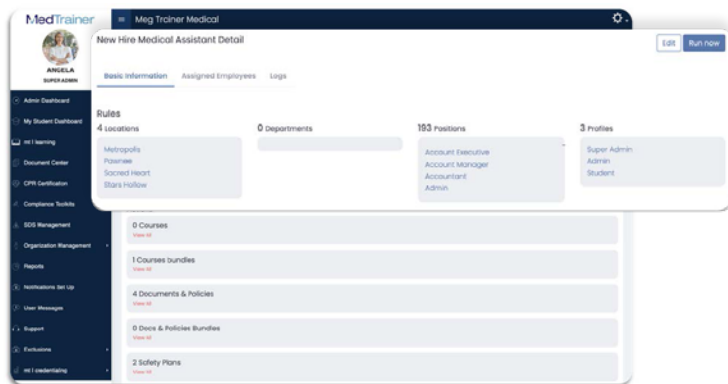 MedTrainer
Meg Trainer Medical
ANGELA
SUPER ADMIN
Admin Dashboard
My Student Dashboard
mt | learning
Document Center
CPR Certification
Compliance Toolkits
SDS Management
Organization Management
Reports
Notifications Set Up
User Messages
Support
Exclusions
mt | credentialing
New Hire Medical Assistant Detail
Edit
Run now
Basic Information
Assigned Employees
Logs
Rules
4 Locations
Metropolis
Pawnee
Sacred Heart
Stars Hollow
0 Departments
193 Positions
Account Executive
Account Manager
Accountant
Admin
3 Profiles
Super Admin
Admin
Student
0 Courses
View All
1 Courses bundles
View All
4 Documents & Policies
View All
0 Docs & Policies Bundles
View All
2 Safety Plans
View All